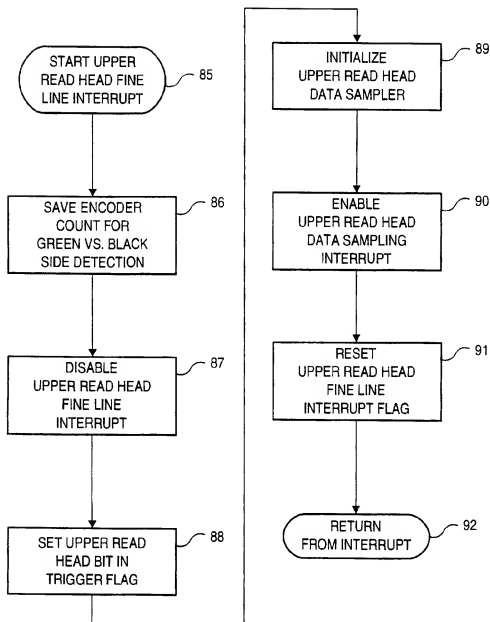 START UPPER
READ HEAD FINE
LINE INTERRUPT
85
SAVE ENCODER
COUNT FOR
GREEN VS. BLACK
SIDE DETECTION
86
DISABLE
UPPER READ HEAD
FINE LINE
INTERRUPT
87
SET UPPER READ
HEAD BIT IN
TRIGGER FLAG
88
INITIALIZE
UPPER READ HEAD
DATA SAMPLER
89
ENABLE
UPPER READ HEAD
DATA SAMPLING
INTERRUPT
90
RESET
UPPER READ HEAD
FINE LINE
INTERRUPT FLAG
91
RETURN
FROM INTERRUPT
92